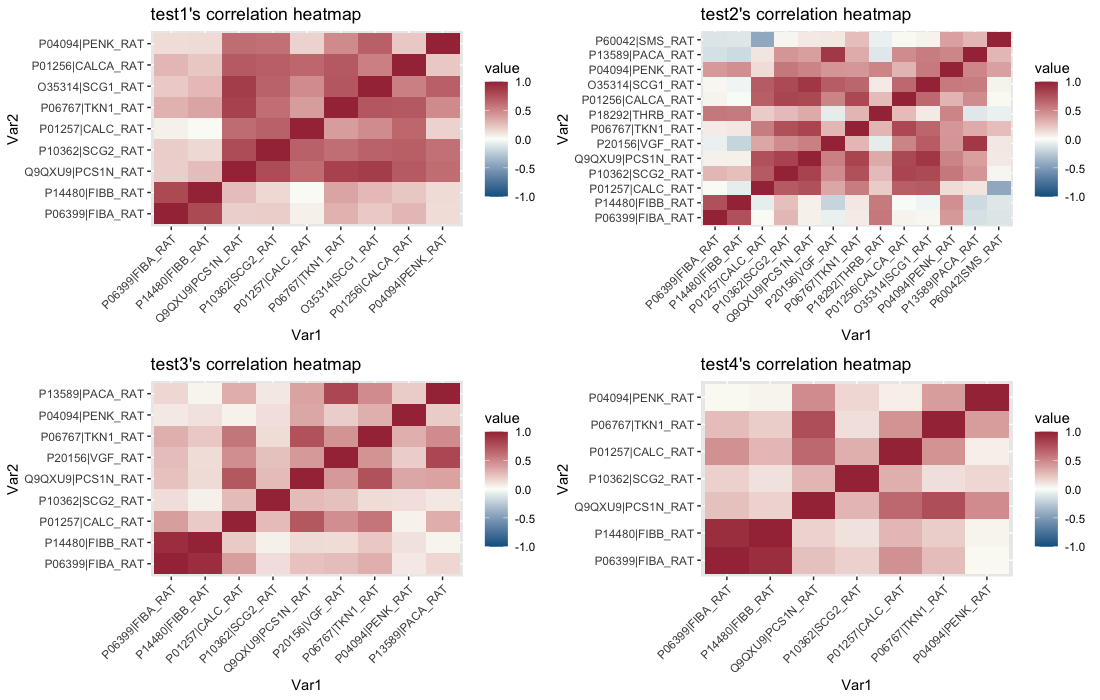 test1's correlation heatmap
Var2
P04094|PENK_RAT
P01256|CALCA_RAT
O35314|SCG1_RAT
P06767|TKN1_RAT
P01257|CALC_RAT
P10362|SCG2_RAT
Q9QXU9|PCS1N_RAT
P14480|FIBB_RAT
P06399|FIBA_RAT
P06399|FIBA_RAT
P14480|FIBB_RAT
Q9QXU9|PCS1N_RAT
P10362|SCG2_RAT
P01257|CALC_RAT
P06767|TKN1_RAT
O35314|SCG1_RAT
P01256|CALCA_RAT
P04094|PENK_RAT
Var1
value
1.0
0.5
0.0
-0.5
-1.0
test2's correlation heatmap
Var2
P60042|SMS_RAT
P13589|PACA_RAT
P04094|PENK_RAT
O35314|SCG1_RAT
P01256|CALCA_RAT
P18292|THRB_RAT
P06767|TKN1_RAT
P20156|VGF_RAT
Q9QXU9|PCS1N_RAT
P10362|SCG2_RAT
P01257|CALC_RAT
P14480|FIBB_RAT
P06399|FIBA_RAT
P06399|FIBA_RAT
P14480|FIBB_RAT
P01257|CALC_RAT
P10362|SCG2_RAT
Q9QXU9|PCS1N_RAT
P20156|VGF_RAT
P06767|TKN1_RAT
P18292|THRB_RAT
P01256|CALCA_RAT
O35314|SCG1_RAT
P04094|PENK_RAT
P13589|PACA_RAT
P60042|SMS_RAT
Var1
value
1.0
0.5
0.0
-0.5
-1.0
test3's correlation heatmap
Var2
P13589|PACA_RAT
P04094|PENK_RAT
P06767|TKN1_RAT
P20156|VGF_RAT
Q9QXU9|PCS1N_RAT
P10362|SCG2_RAT
P01257|CALC_RAT
P14480|FIBB_RAT
P06399|FIBA_RAT
P06399|FIBA_RAT
P14480|FIBB_RAT
P01257|CALC_RAT
P10362|SCG2_RAT
Q9QXU9|PCS1N_RAT
P20156|VGF_RAT
P06767|TKN1_RAT
P04094|PENK_RAT
P13589|PACA_RAT
Var1
value
1.0
0.5
0.0
-0.5
-1.0
test4's correlation heatmap
Var2
P04094|PENK_RAT
P06767|TKN1_RAT
P01257|CALC_RAT
P10362|SCG2_RAT
Q9QXU9|PCS1N_RAT
P14480|FIBB_RAT
P06399|FIBA_RAT
P06399|FIBA_RAT
P14480|FIBB_RAT
Q9QXU9|PCS1N_RAT
P10362|SCG2_RAT
P01257|CALC_RAT
P06767|TKN1_RAT
P04094|PENK_RAT
Var1
value
1.0
0.5
0.0
-0.5
-1.0